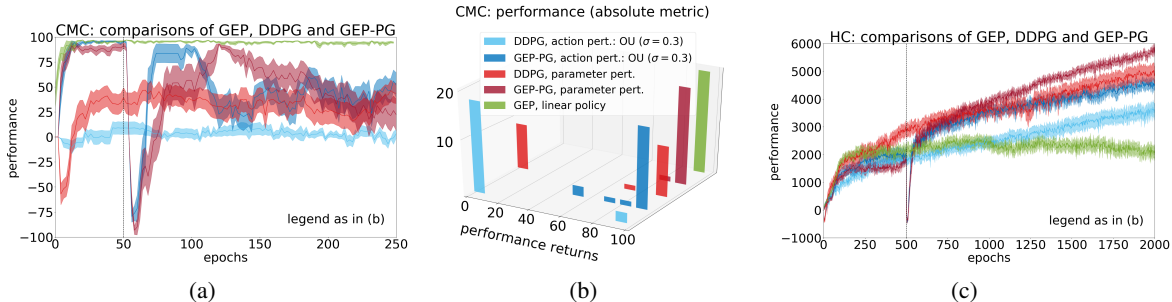 CMC: comparisons of GEP, DDPG and GEP-PG
performance
100
75
50
25
0
−25
−50
−75
−100
0 50 100 150 200 250
epochs
legend as in (b)
(a)
CMC: performance (absolute metric)
DDPG, action pert.: OU (σ = 0.3)
GEP-PG, action pert.: OU (σ = 0.3)
DDPG, parameter pert.
GEP-PG, parameter pert.
GEP, linear policy
20
10
0 20 40 60 80 100
performance returns
(b)
HC: comparisons of GEP, DDPG and GEP-PG
performance
6000
5000
4000
3000
2000
1000
0
−1000
0 250 500 750 1000 1250 1500 1750 2000
epochs
legend as in (b)
(c)